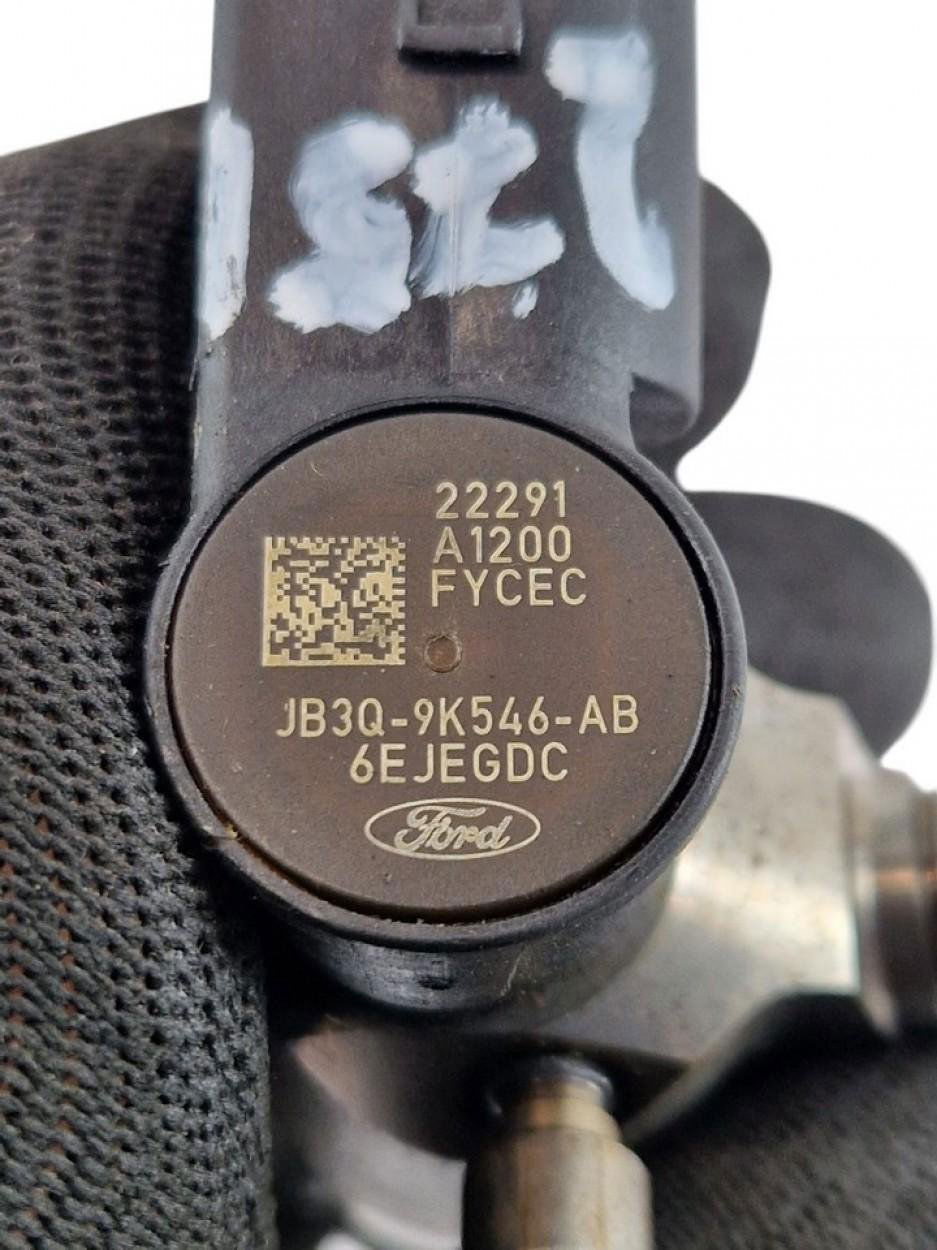 22291
A1200
FYCEC
JB3Q-9K546-AB
6EJEGDC
Ford